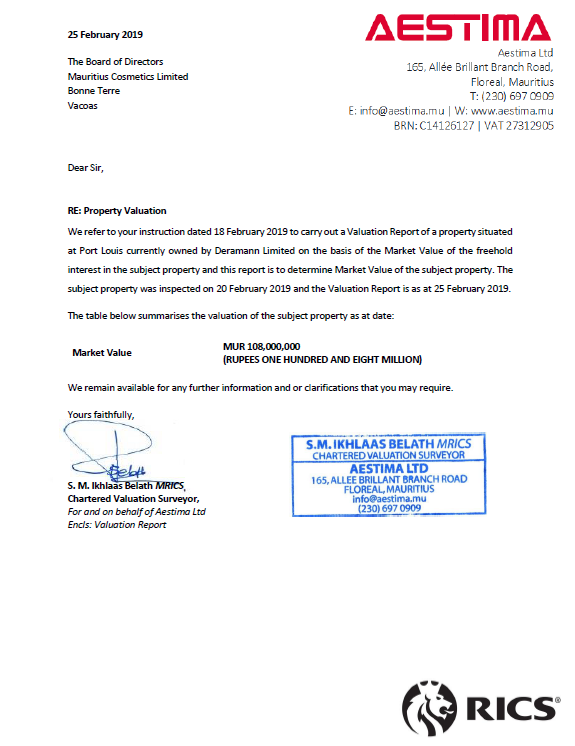 AESTIMA
25 February 2019
Aestima Ltd
165, Allée Brillant Branch Road,
Floreal, Mauritius
T: (230) 697 0909
E: info@aestima.mu | W: www.aestima.mu
BRN: C14126127 | VAT 27312905
The Board of Directors
Mauritius Cosmetics Limited
Bonne Terre
Vacoas
Dear Sir,
RE: Property Valuation
We refer to your instruction dated 18 February 2019 to carry out a Valuation Report of a property situated
at Port Louis currently owned by Deramann Limited on the basis of the Market Value of the freehold
interest in the subject property and this report is to determine Market Value of the subject property. The
subject property was inspected on 20 February 2019 and the Valuation Report is as at 25 February 2019.
The table below summarises the valuation of the subject property as at date:
Market Value
MUR 108,000,000
(RUPEES ONE HUNDRED AND EIGHT MILLION)
We remain available for any further information and or clarifications that you may require.
Yours faithfully,
Belath
S. M. Ikhlaas Belath MRICS,
Chartered Valuation Surveyor,
For and on behalf of Aestima Ltd
Encls: Valuation Report
S.M. IKHLAAS BELATH MRICS
CHARTERED VALUATION SURVEYOR
AESTIMA LTD
165, ALLEE BRILLANT BRANCH ROAD
FLOREAL, MAURITIUS
info@aestima.mu
(230) 697 0909
RICS®